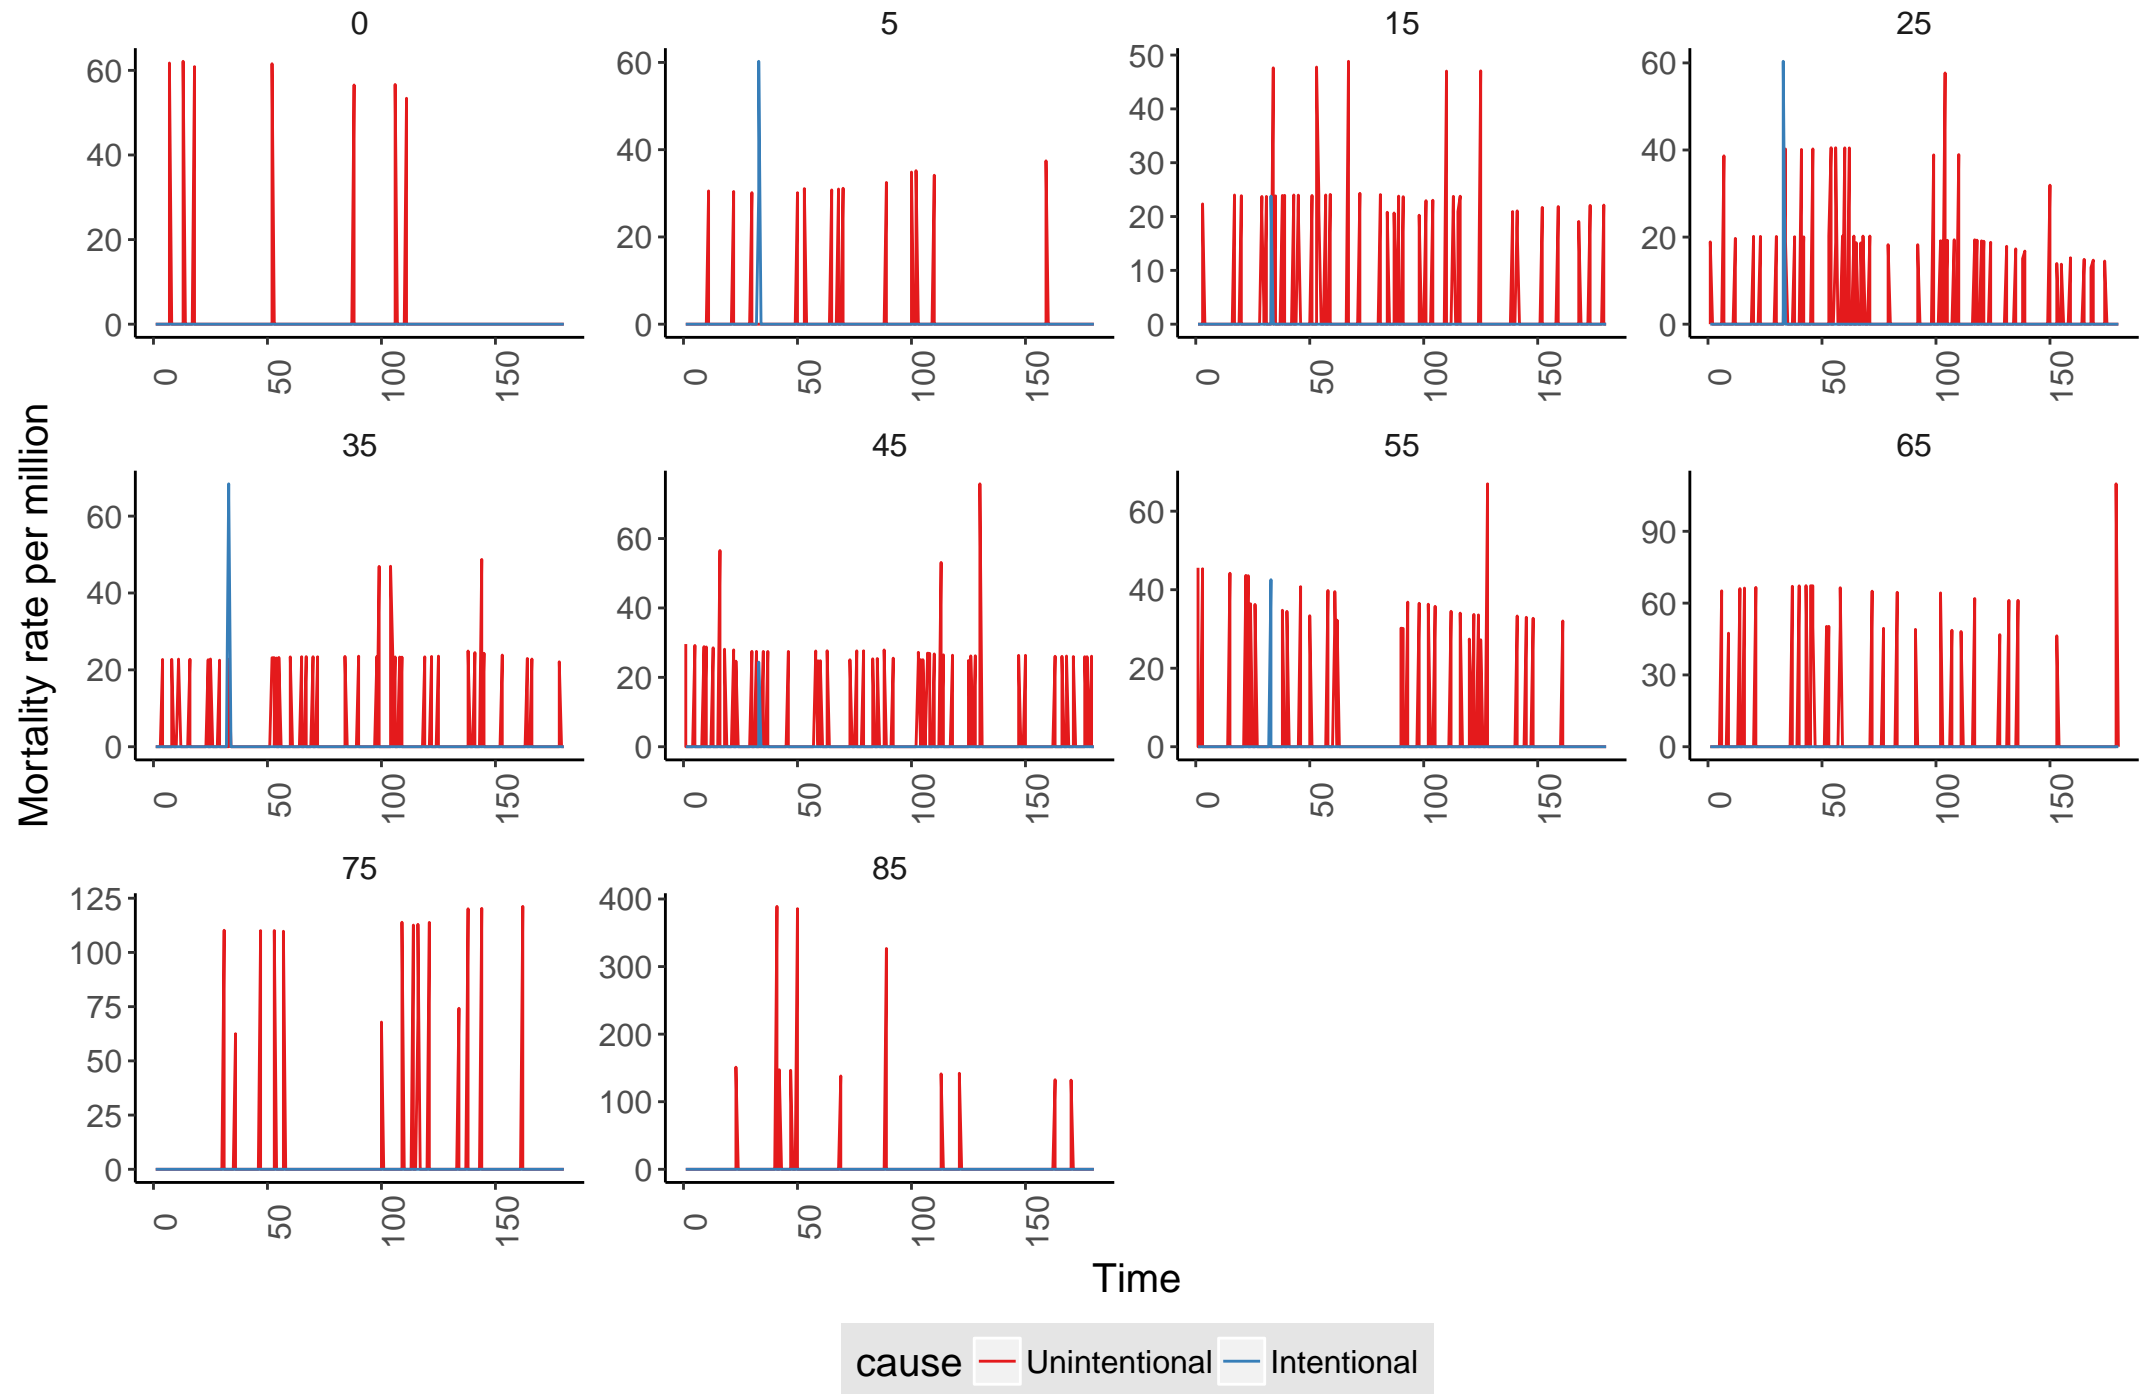 0 5 15 25
60 60 50 60
40 40 40 40
30
20 20 20 20
10
0 0 0 0
0 50 100 150 0 50 100 150 0 50 100 150 0 50 100 150
Mortality rate per million
35 45 55 65
60 60 60 90
40 40 40 60
20 20 20 30
0 0 0 0
0 50 100 150 0 50 100 150 0 50 100 150 0 50 100 150
75 85
125 400
100 300
75
50 200
25 100
0 0
0 50 100 150 0 50 100 150
Time
cause Unintentional Intentional